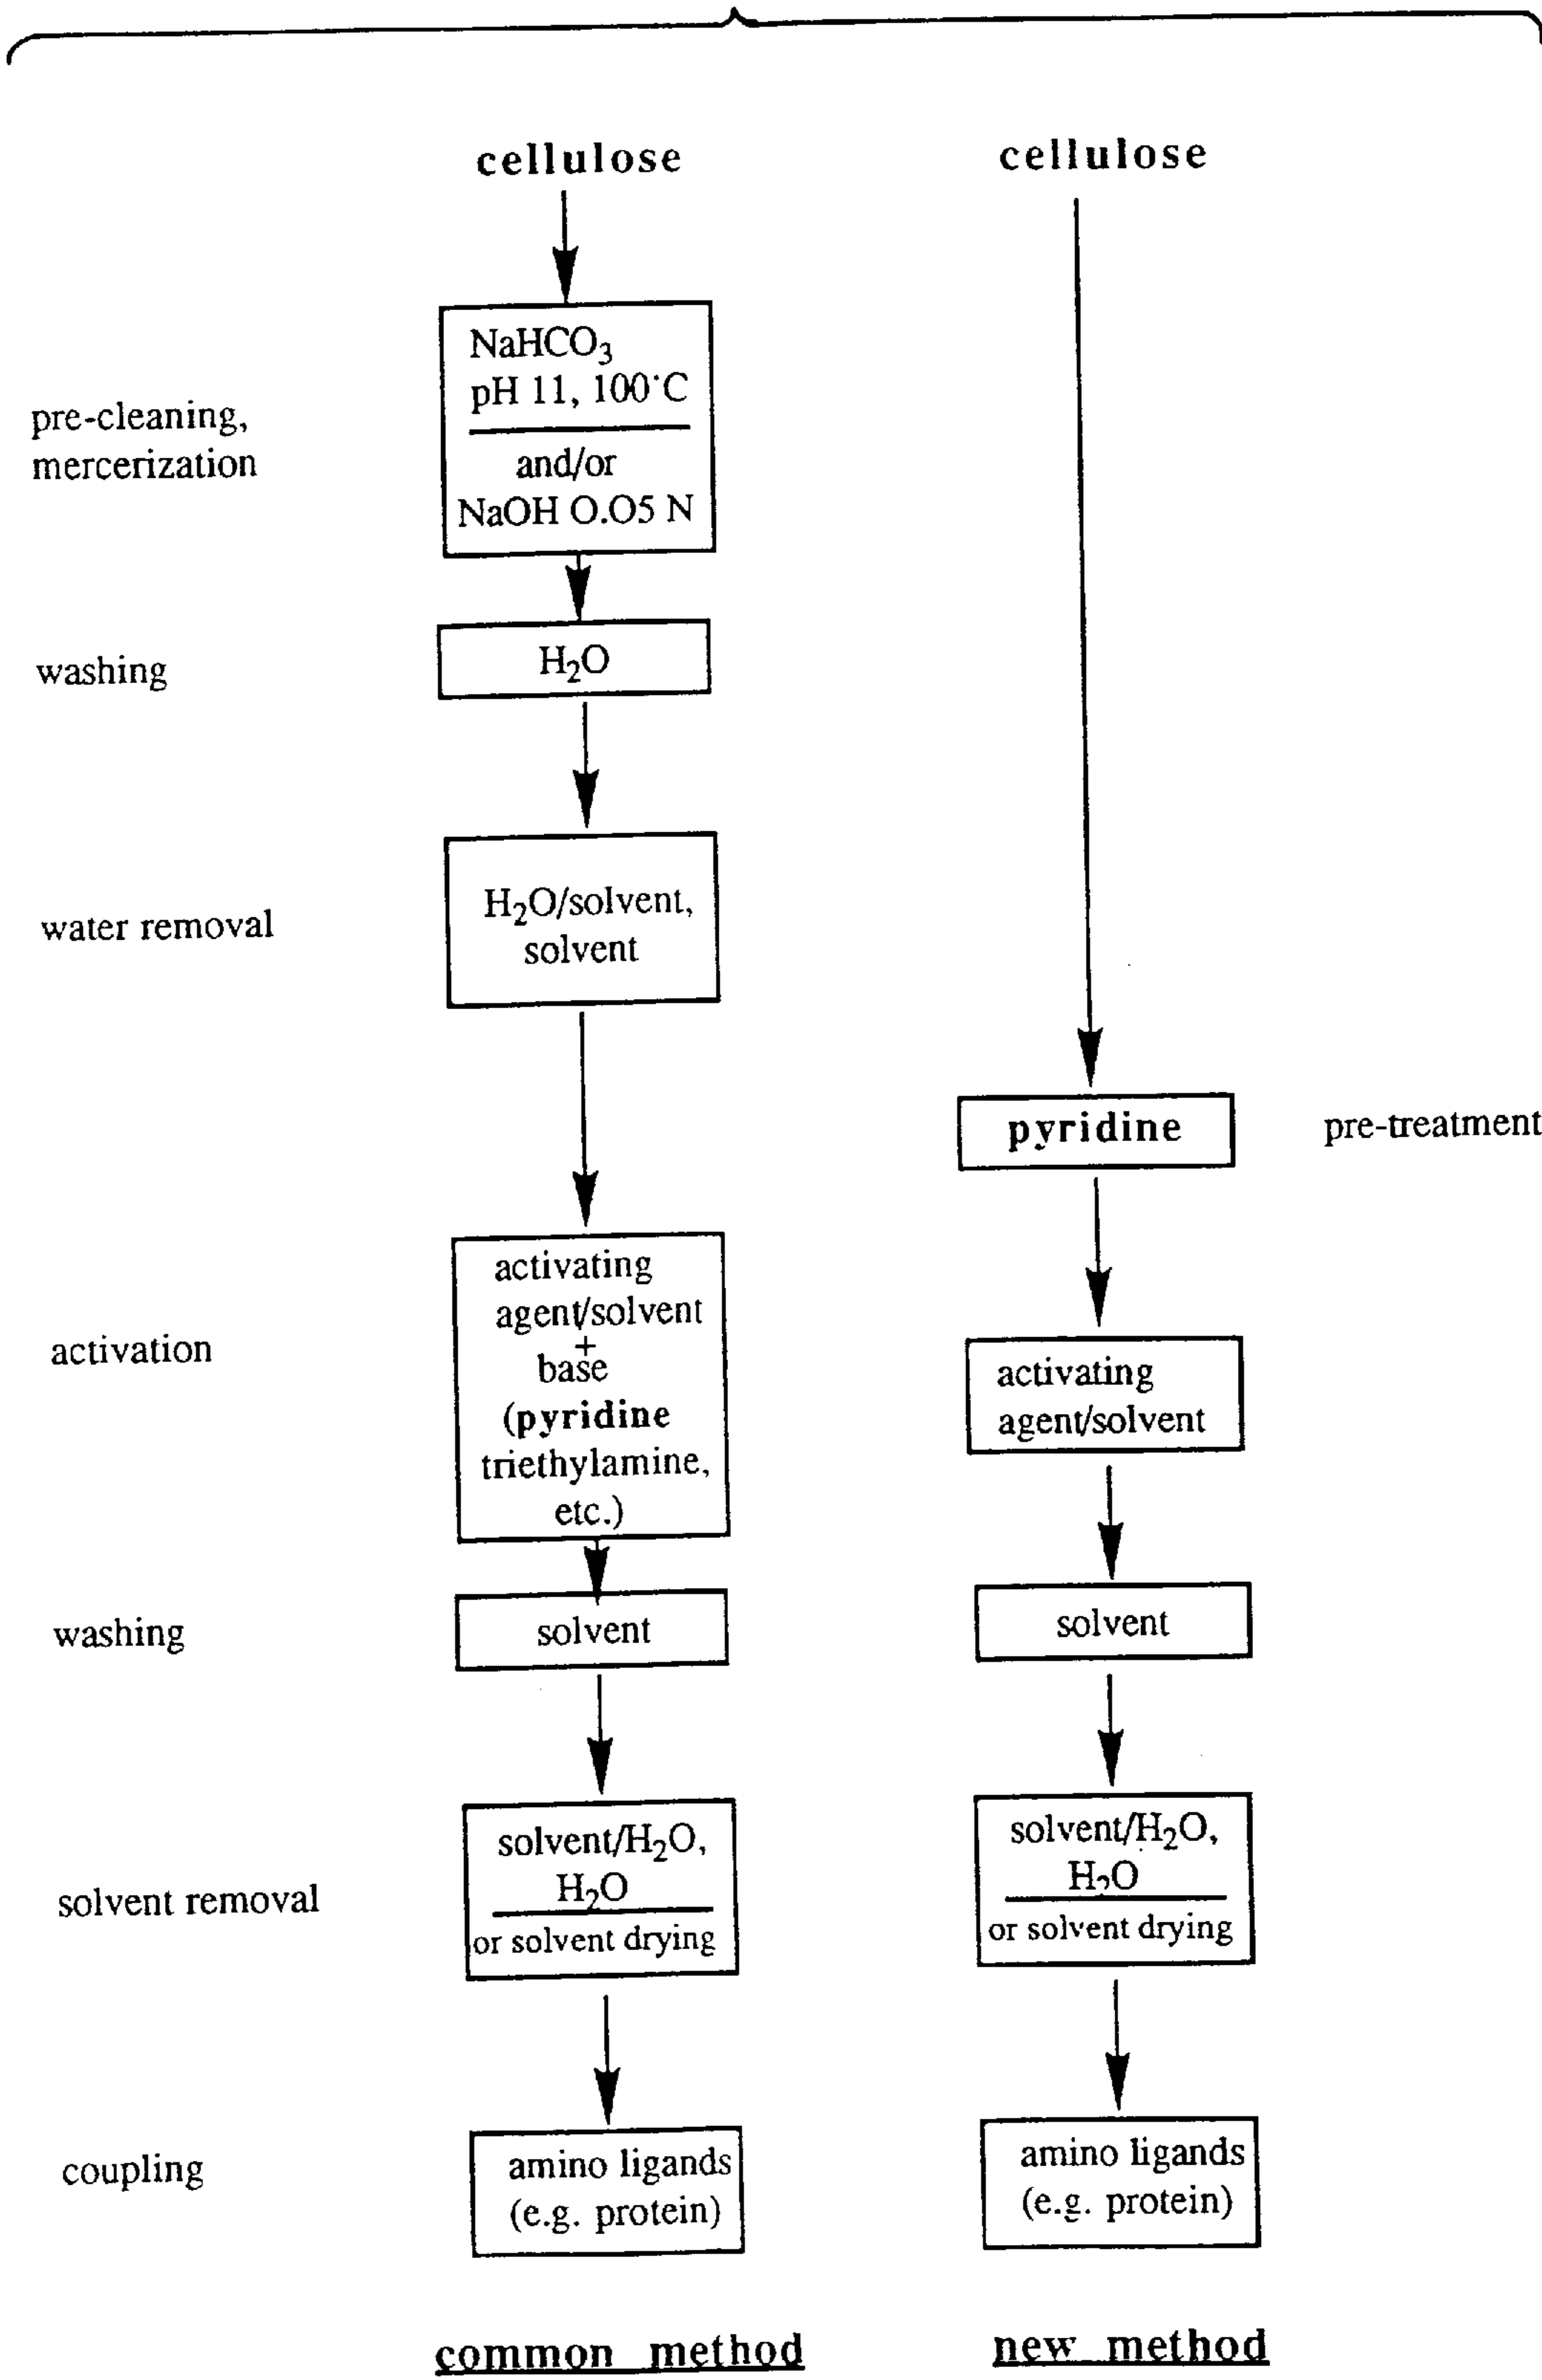 cellulose
cellulose
pre-cleaning,
mercerization
NaHCO₃
pH 11, 100°C
and/or
NaOH O.O5 N
washing
H₂O
water removal
H₂O/solvent,
solvent
pyridine
pre-treatment
activation
activating
agent/solvent
+
base
(pyridine
triethylamine,
etc.)
activating
agent/solvent
washing
solvent
solvent
solvent removal
solvent/H₂O,
H₂O
or solvent drying
solvent/H₂O,
H₂O
or solvent drying
coupling
amino ligands
(e.g. protein)
amino ligands
(e.g. protein)
common method
new method